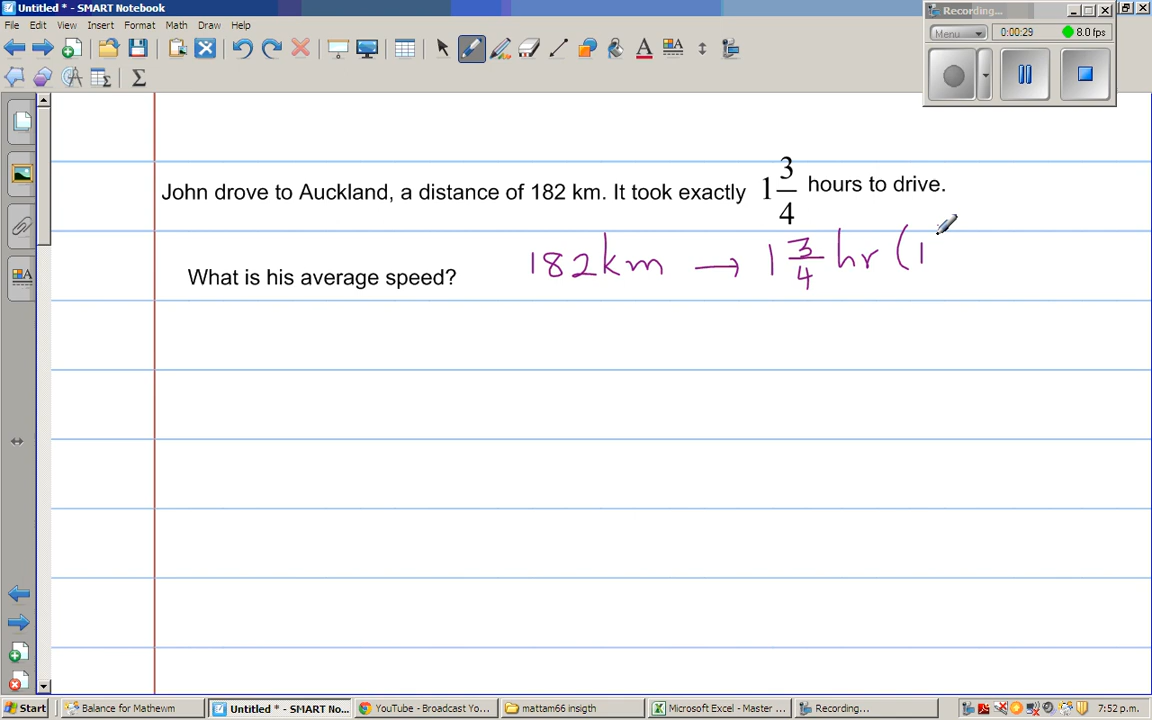 Untitled * - SMART Notebook
Recording...
File Edit View Insert Format Math Draw Help
Menu 0:00:29 8.0 fps
John drove to Auckland, a distance of 182 km. It took exactly 1 3/4 hours to drive.
182km → 1 3/4 hr (1
What is his average speed?
Start Balance for Mathewm Untitled * - SMART No... YouTube - Broadcast Yo... mattam66 insigth Microsoft Excel - Master ... Recording... 7:52 p.m.